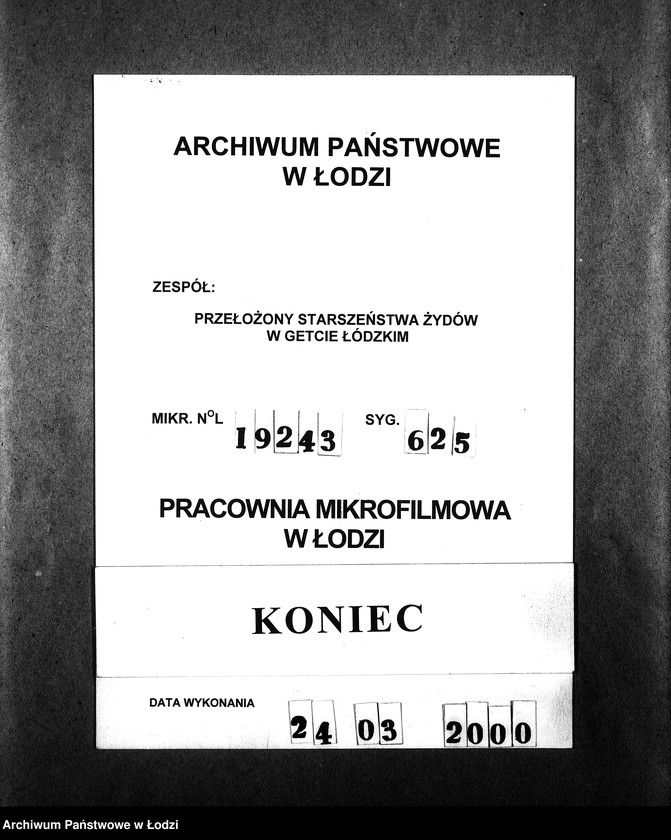 ARCHIWUM PAŃSTWOWE
W ŁODZI
ZESPÓŁ:
PRZEŁOŻONY STARSZEŃSTWA ŻYDÓW
W GETCIE ŁÓDZKIM
MIKR. NOL 19243 SYG. 625
PRACOWNIA MIKROFILMOWA
W ŁODZI
KONIEC
DATA WYKONANIA 24 03 2000
Archiwum Państwowe w Łodzi